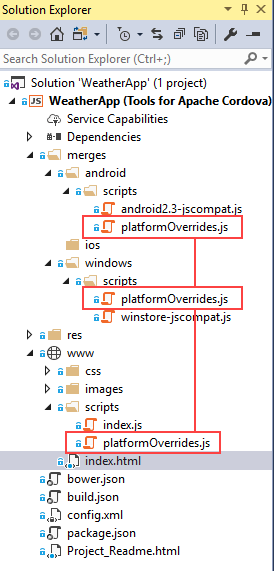 Solution Explorer
Search Solution Explorer (Ctrl+;)
Solution 'WeatherApp' (1 project)
JS WeatherApp (Tools for Apache Cordova)
Service Capabilities
Dependencies
merges
android
scripts
android2.3-jscompat.js
platformOverrides.js
ios
windows
scripts
platformOverrides.js
winstore-jscompat.js
res
www
css
images
scripts
index.js
platformOverrides.js
index.html
bower.json
build.json
config.xml
package.json
Project_Readme.html